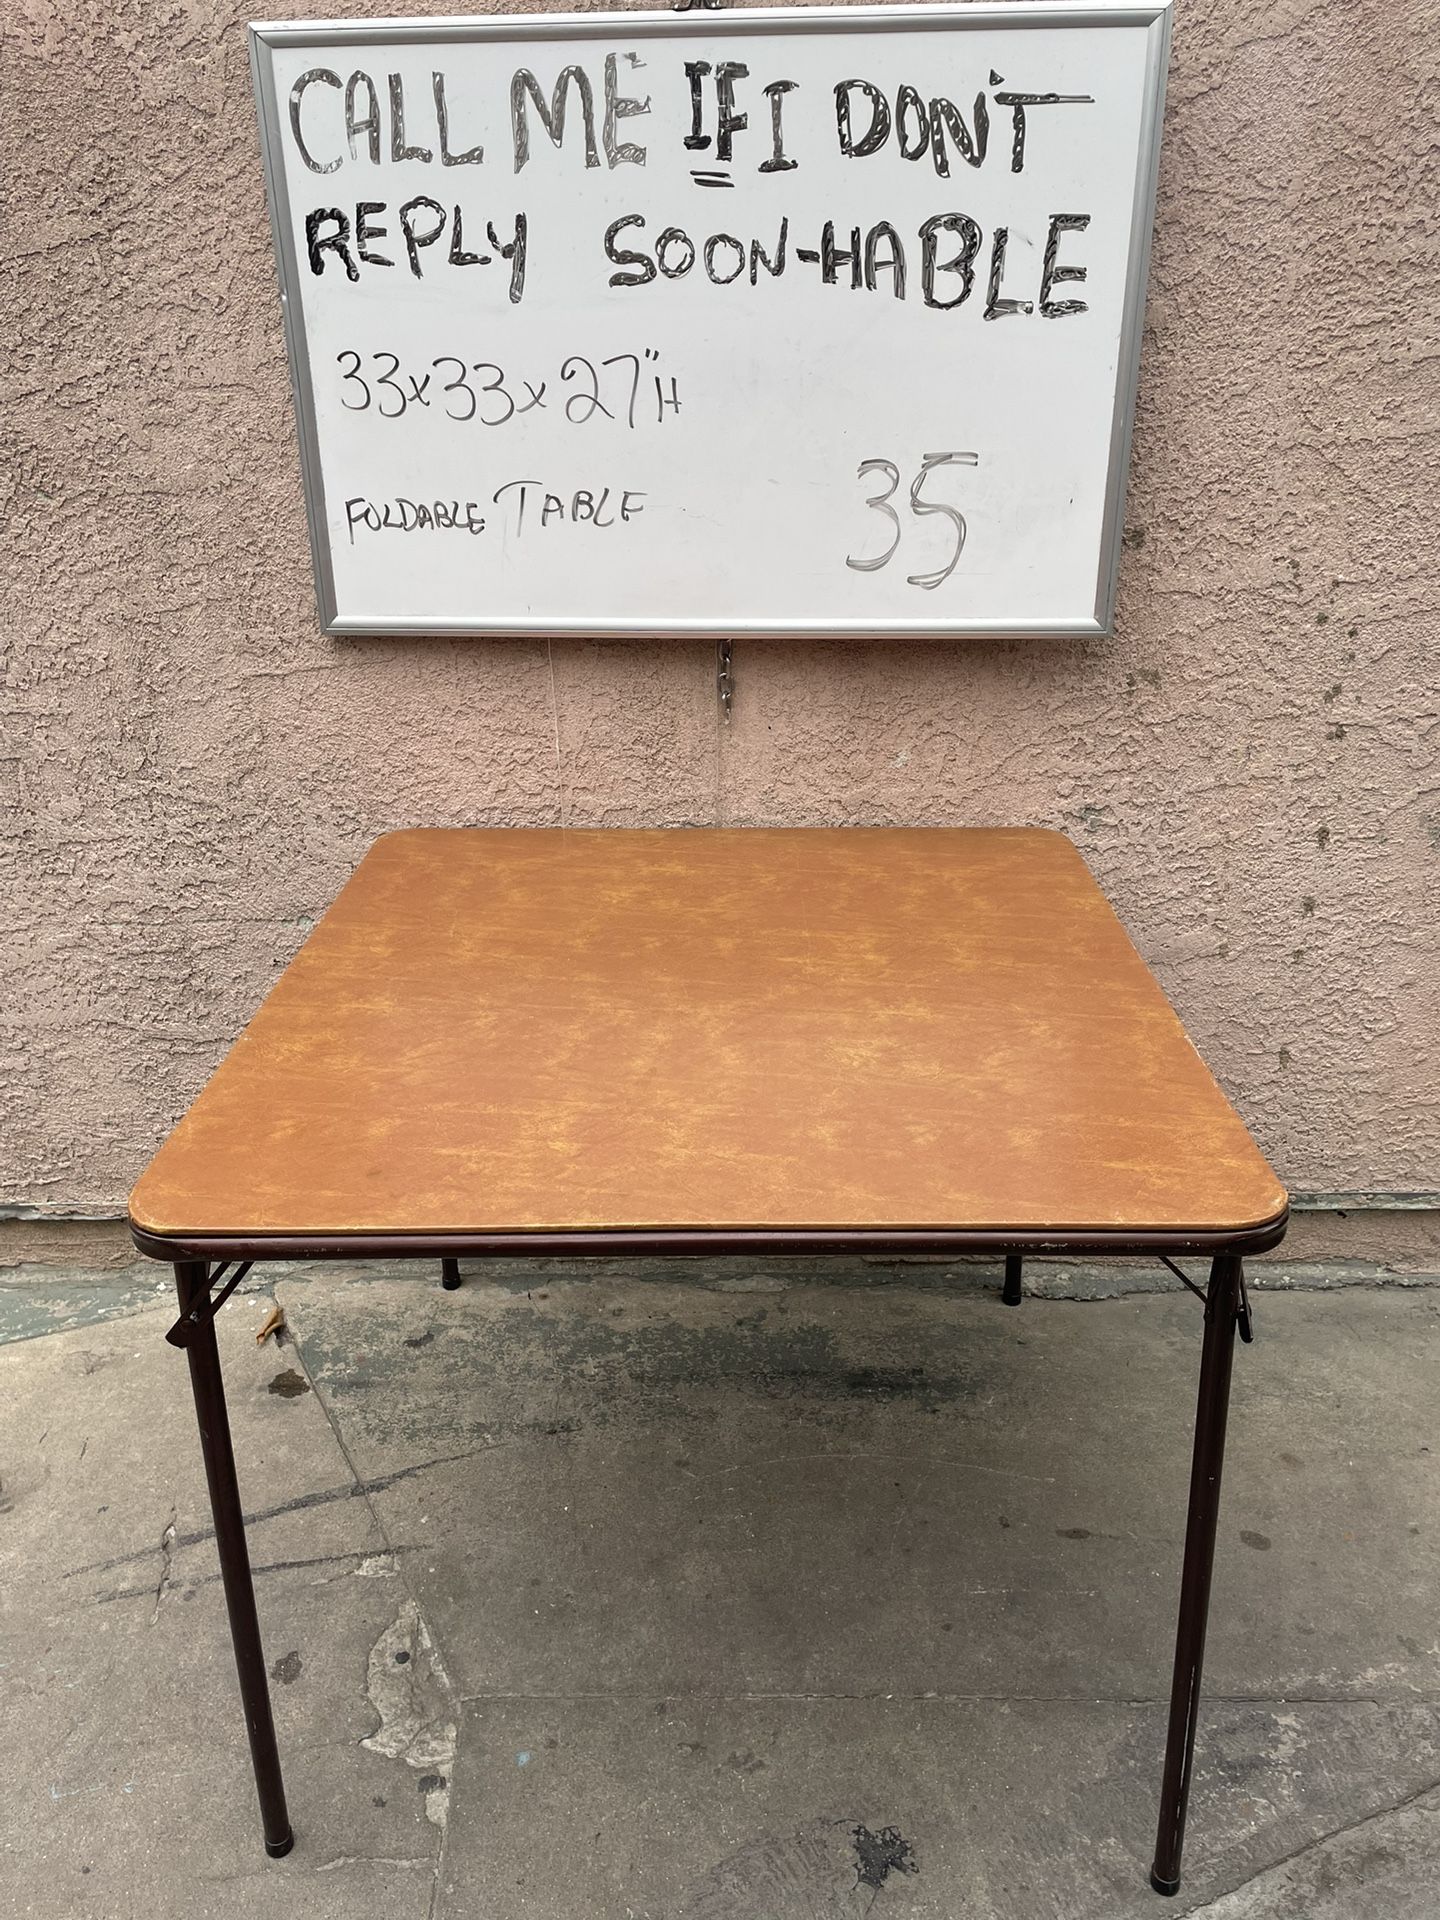 CALL ME IF I DON'T
REPLY SOON-HABLE
33x33x27"H
FOLDABLE TABLE
35